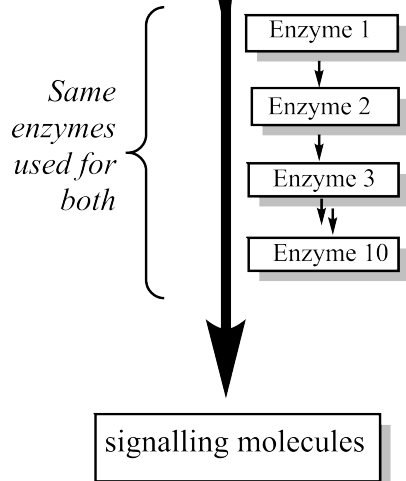 Enzyme 1
Same
enzymes
used for
both
Enzyme 2
Enzyme 3
Enzyme 10
signalling molecules